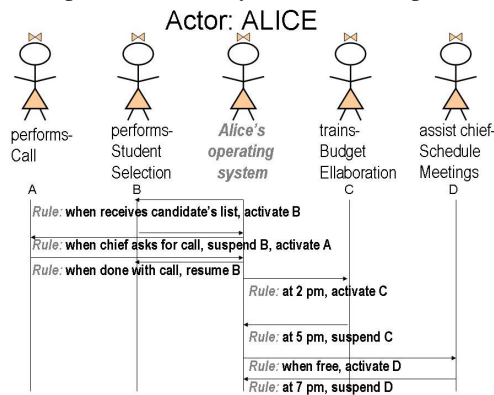 Actor: ALICE
performs-
Call
performs-
Student
Selection
Alice's
operating
system
trains-
Budget
Ellaboration
assist chief-
Schedule
Meetings
A
B
C
D
Rule: when receives candidate's list, activate B
Rule: when chief asks for call, suspend B, activate A
Rule: when done with call, resume B
Rule: at 2 pm, activate C
Rule: at 5 pm, suspend C
Rule: when free, activate D
Rule: at 7 pm, suspend D